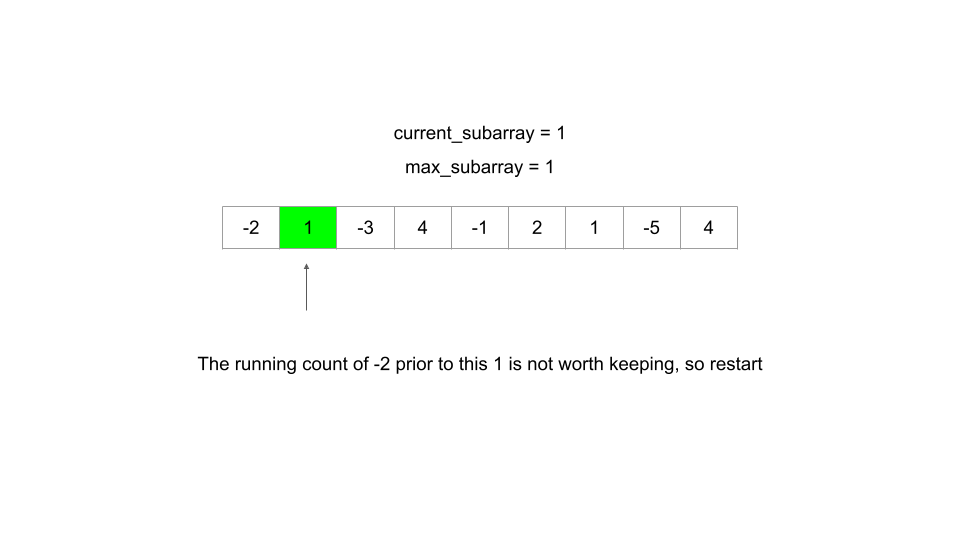 current_subarray = 1
max_subarray = 1
-2 1 -3 4 -1 2 1 -5 4
The running count of -2 prior to this 1 is not worth keeping, so restart